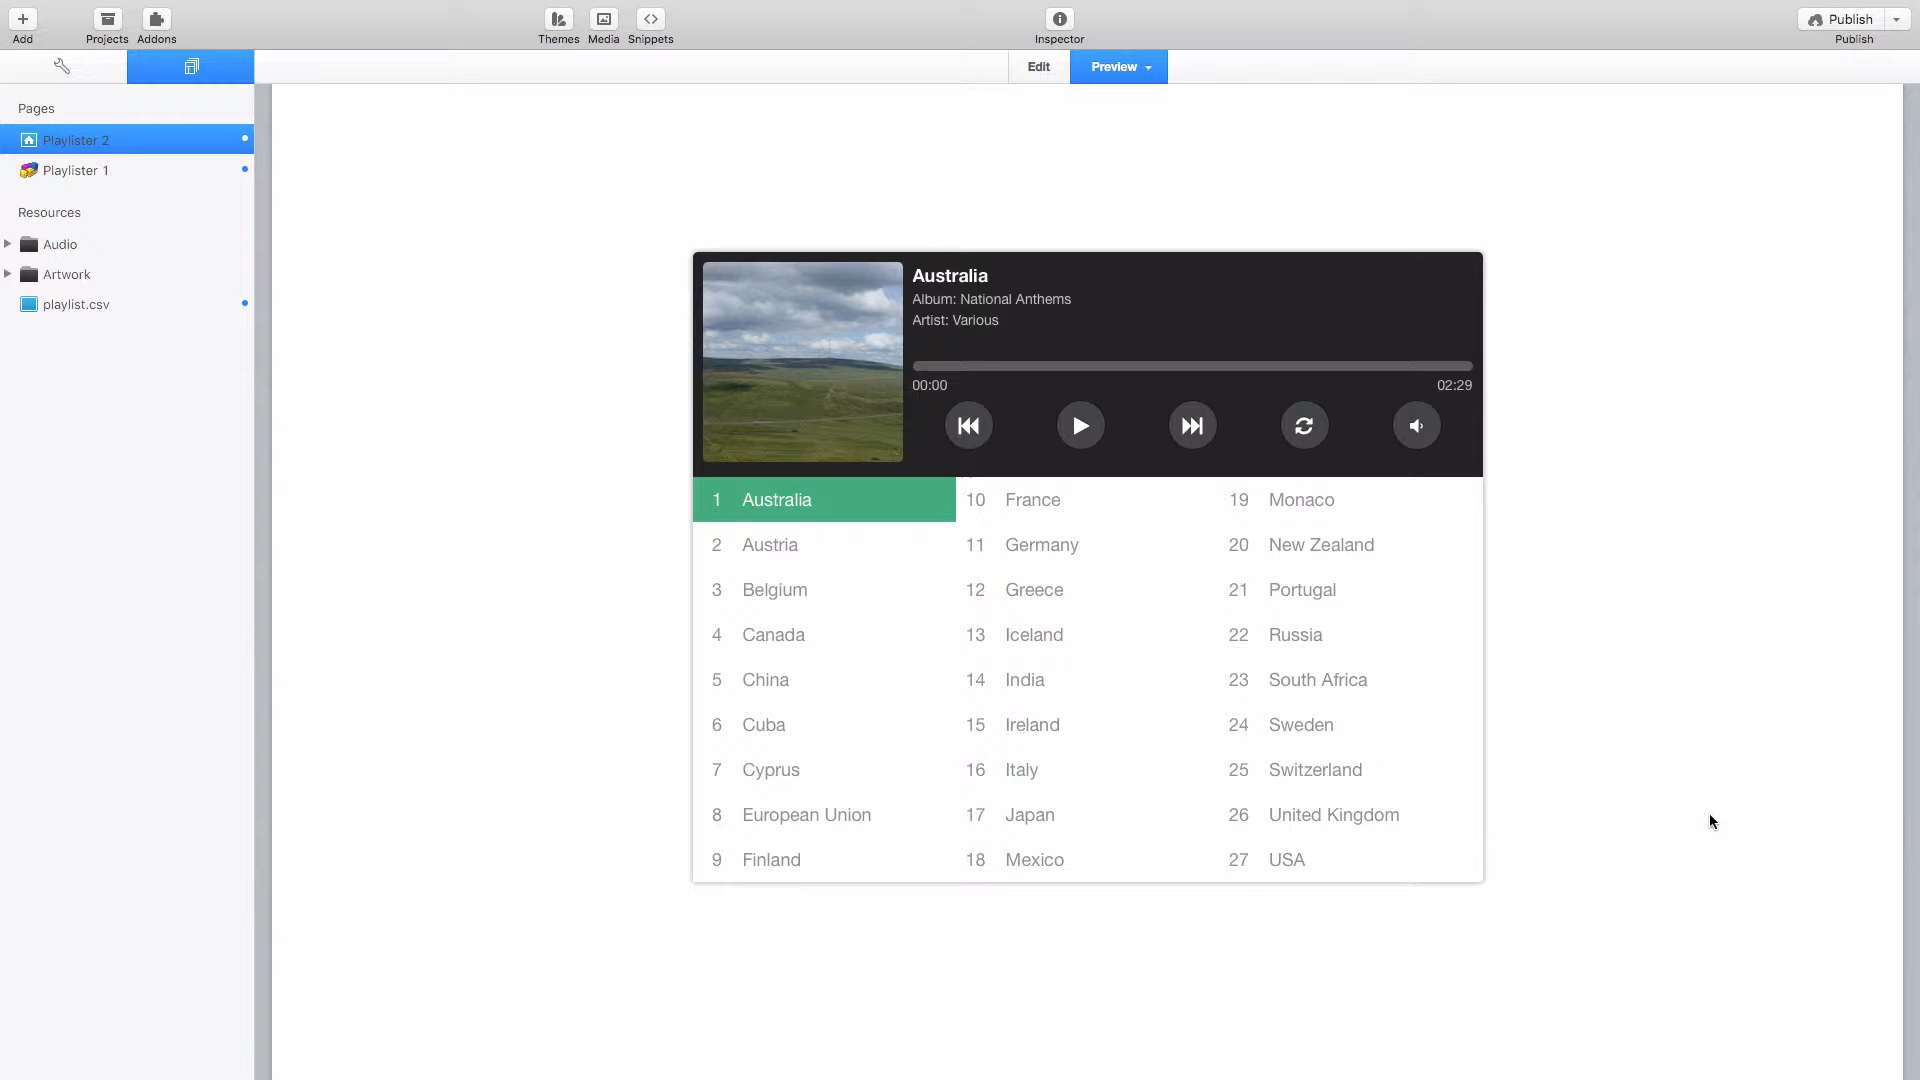 Add
Projects
Addons
Themes
Media
Snippets
Inspector
Publish
Publish
Edit
Preview
Pages
Playlister 2
Playlister 1
Resources
Audio
Artwork
playlist.csv
Australia
Album: National Anthems
Artist: Various
00:00
02:29
1 Australia
2 Austria
3 Belgium
4 Canada
5 China
6 Cuba
7 Cyprus
8 European Union
9 Finland
10 France
11 Germany
12 Greece
13 Iceland
14 India
15 Ireland
16 Italy
17 Japan
18 Mexico
19 Monaco
20 New Zealand
21 Portugal
22 Russia
23 South Africa
24 Sweden
25 Switzerland
26 United Kingdom
27 USA